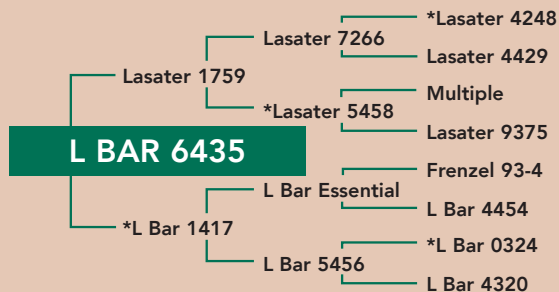 *Lasater 4248
Lasater 7266
Lasater 4429
Lasater 1759
*Lasater 5458
Multiple
Lasater 9375
L BAR 6435
L Bar Essential
Frenzel 93-4
L Bar 4454
*L Bar 1417
L Bar 5456
*L Bar 0324
L Bar 4320